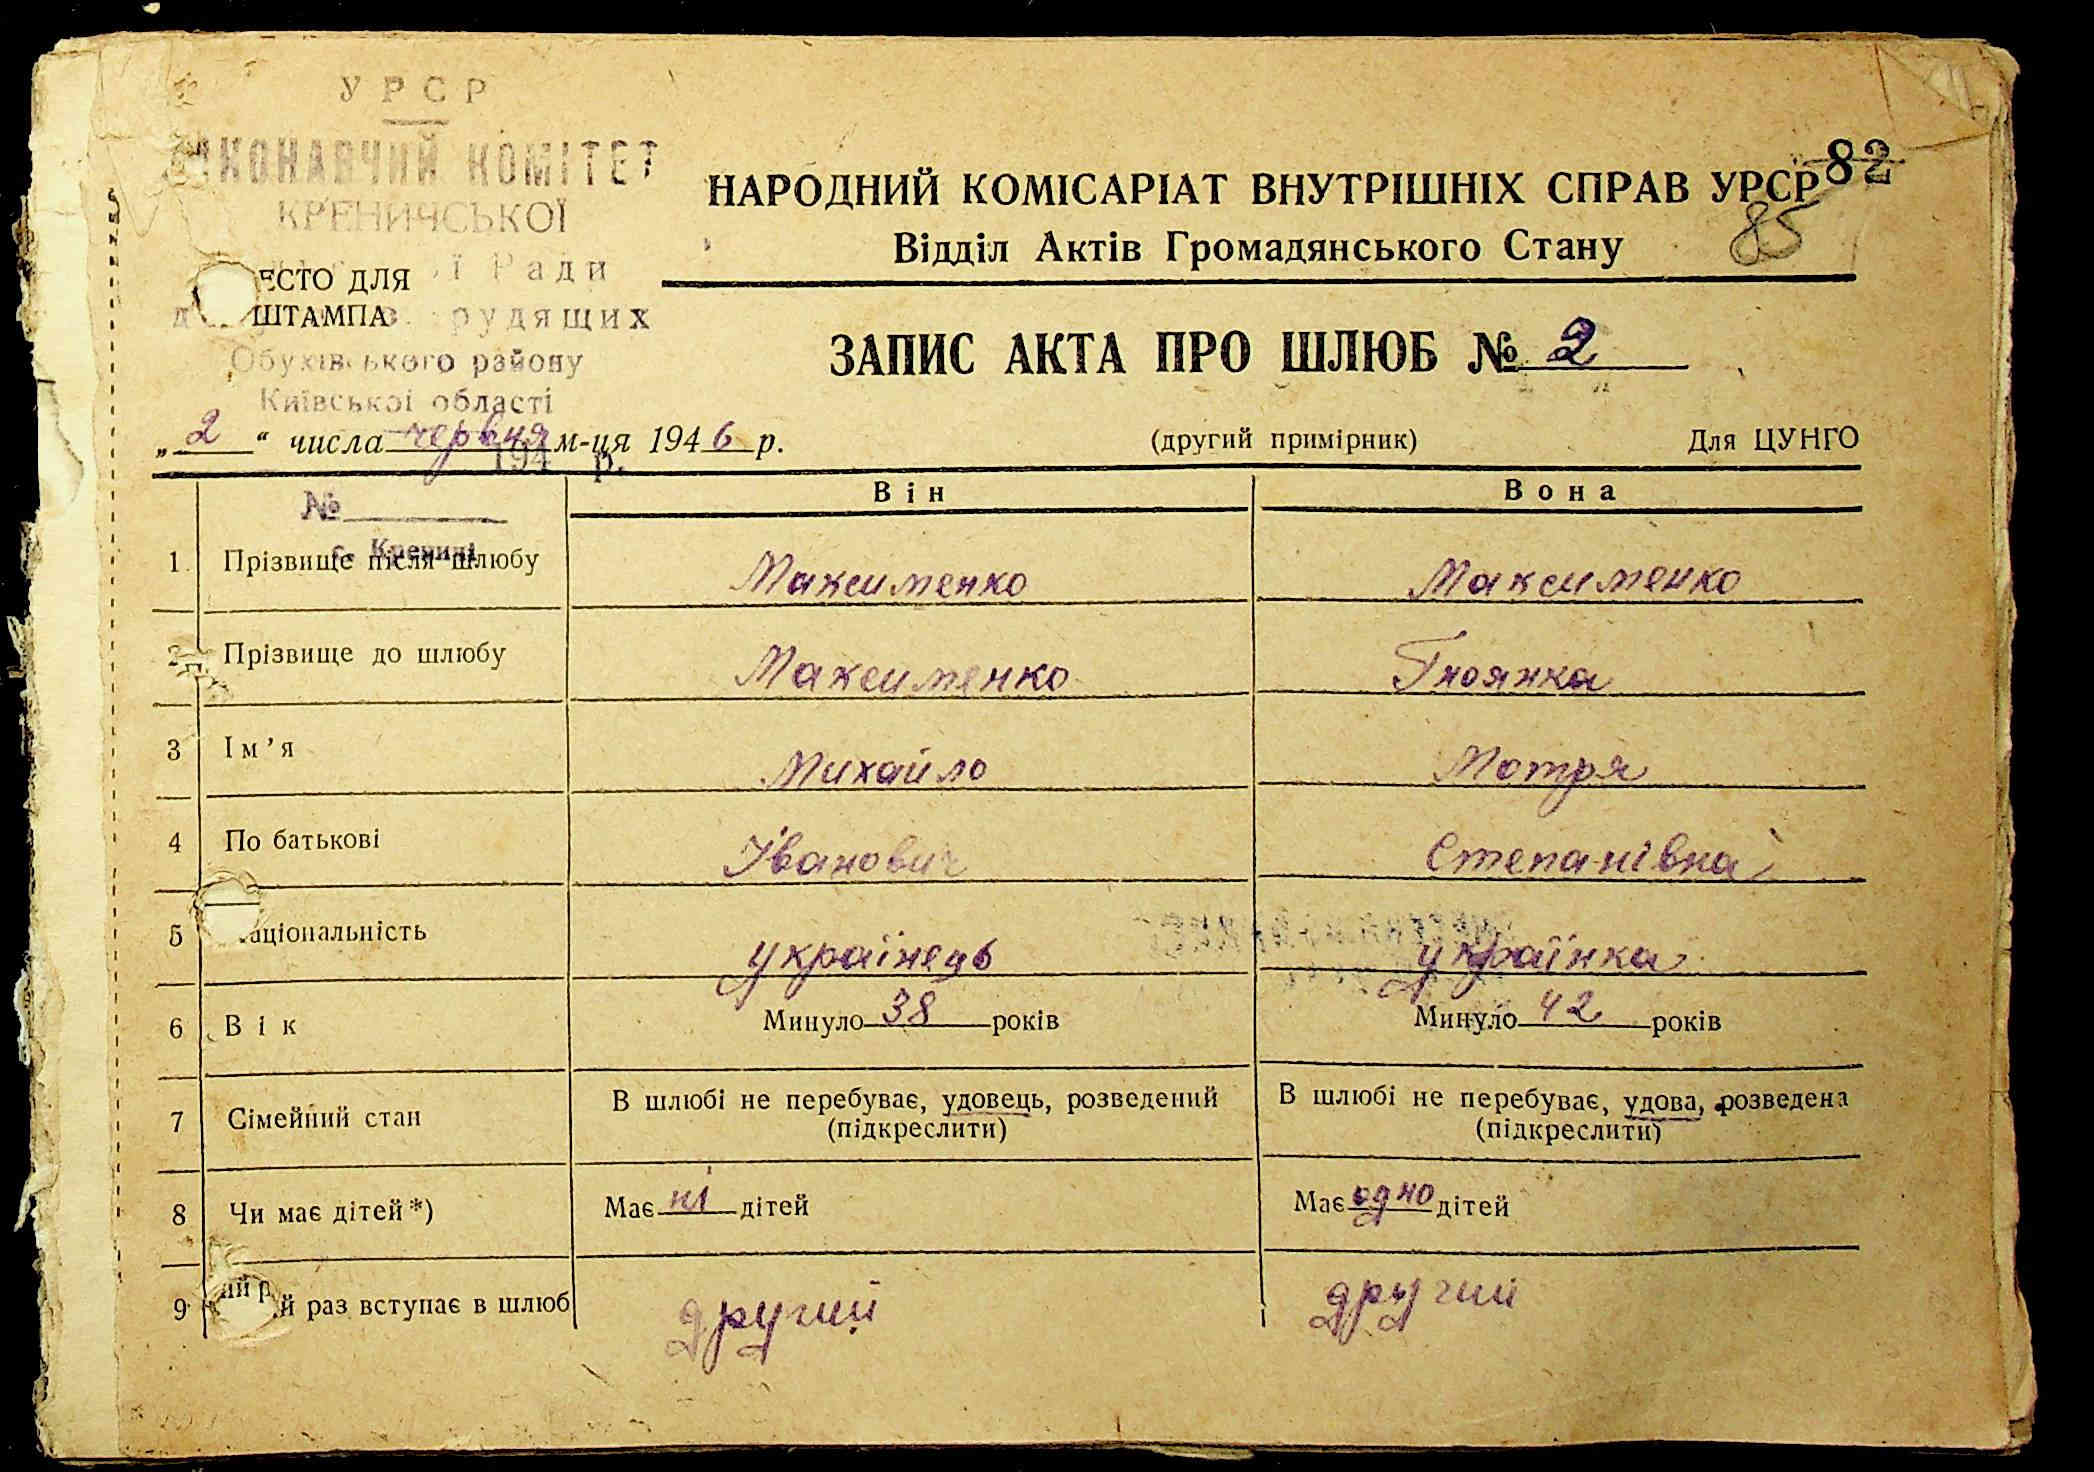 УРСР
ВИКОНАВЧИЙ КОМІТЕТ
КРЕНИЧСЬКОЇ
Ради
трудящих
Обухівського району
Київської області
194 р.
№
с. Креничі
ЕСТО ДЛЯ
ШТАМПА
82
85
НАРОДНИЙ КОМІСАРІАТ ВНУТРІШНІХ СПРАВ УРСР
Відділ Актів Громадянського Стану
ЗАПИС АКТА ПРО ШЛЮБ № 2
„ 2 “ числа червня м-ця 1946 р. (другий примірник) Для ЦУНГО
Він Вона
1 Прізвище після шлюбу Максименко Максименко
2 Прізвище до шлюбу Максименко Гноянка
3 Ім’я Михайло Мотря
4 По батькові Іванович Степанівна
5 Національність українець українка
6 Вік Минуло 38 років Минуло 42 років
7 Сімейний стан В шлюбі не перебуває, удовець, розведений (підкреслити) В шлюбі не перебуває, удова, розведена (підкреслити)
8 Чи має дітей*) Має ні дітей Має одно дітей
9 й раз вступає в шлюб другий другий